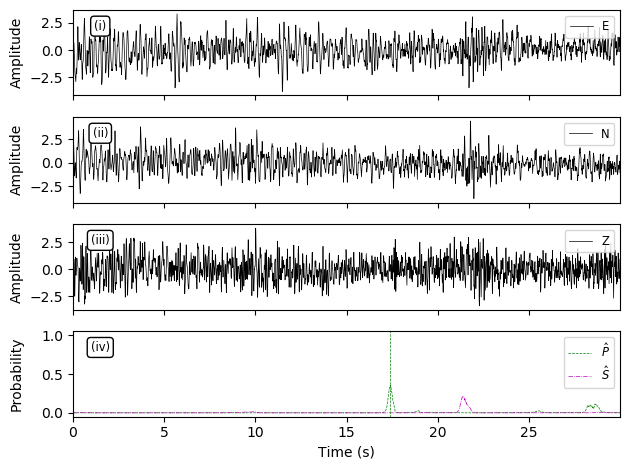 (i)
E
2.5
0.0
−2.5
Amplitude
(ii)
N
2.5
0.0
−2.5
Amplitude
(iii)
Z
2.5
0.0
−2.5
Amplitude
(iv)
P̂
Ŝ
1.0
0.5
0.0
Probability
0 5 10 15 20 25
Time (s)